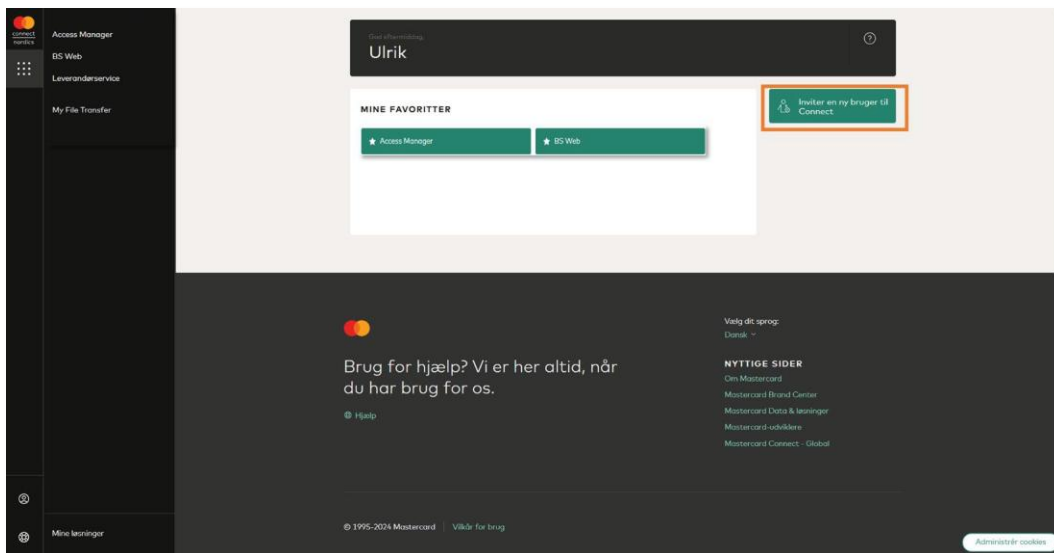 connect
nordics
Access Manager
BS Web
Leverandørservice
My File Transfer
God eftermiddag,
Ulrik
MINE FAVORITTER
Access Manager
BS Web
Inviter en ny bruger til
Connect
Brug for hjælp? Vi er her altid, når
du har brug for os.
Hjælp
Vælg dit sprog:
Dansk
NYTTIGE SIDER
Om Mastercard
Mastercard Brand Center
Mastercard Data & løsninger
Mastercard-udviklere
Mastercard Connect - Global
Mine løsninger
© 1995-2024 Mastercard
Vilkår for brug
Administrér cookies